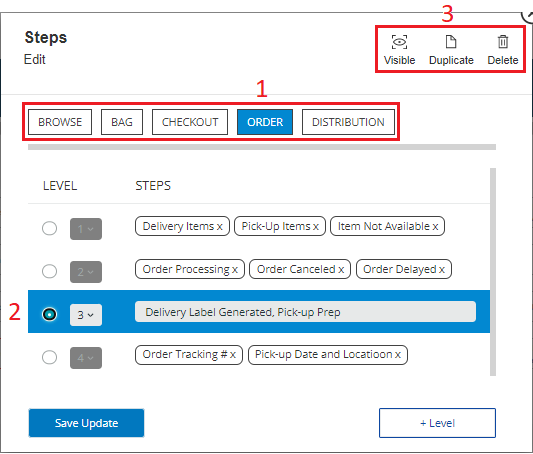 3
Steps
Edit
Visible Duplicate Delete
1
BROWSE BAG CHECKOUT ORDER DISTRIBUTION
LEVEL STEPS
1 Delivery Items x Pick-Up Items x Item Not Available x
2 Order Processing x Order Canceled x Order Delayed x
2 3 Delivery Label Generated, Pick-up Prep
4 Order Tracking # x Pick-up Date and Locatioon x
Save Update + Level